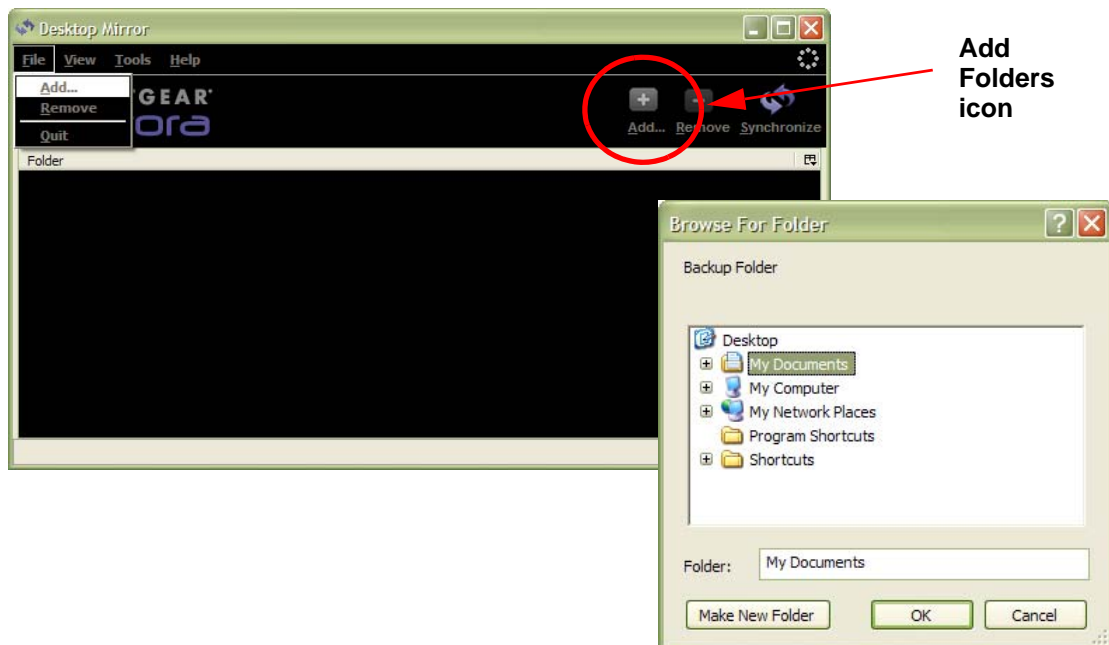 Desktop Mirror
File View Tools Help
Add...
Remove
Quit
GEAR
ora
Add... Remove Synchronize
Folder
Add
Folders
icon
Browse For Folder
Backup Folder
Desktop
My Documents
My Computer
My Network Places
Program Shortcuts
Shortcuts
Folder: My Documents
Make New Folder OK Cancel